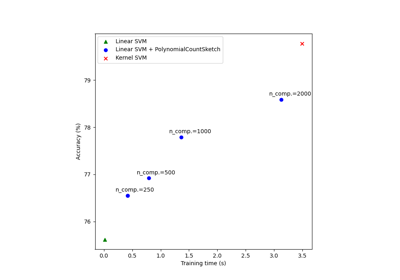 Linear SVM
Linear SVM + PolynomialCountSketch
Kernel SVM
79
n_comp.=2000
78
n_comp.=1000
Accuracy (%)
77
n_comp.=500
n_comp.=250
76
0.0 0.5 1.0 1.5 2.0 2.5 3.0 3.5
Training time (s)